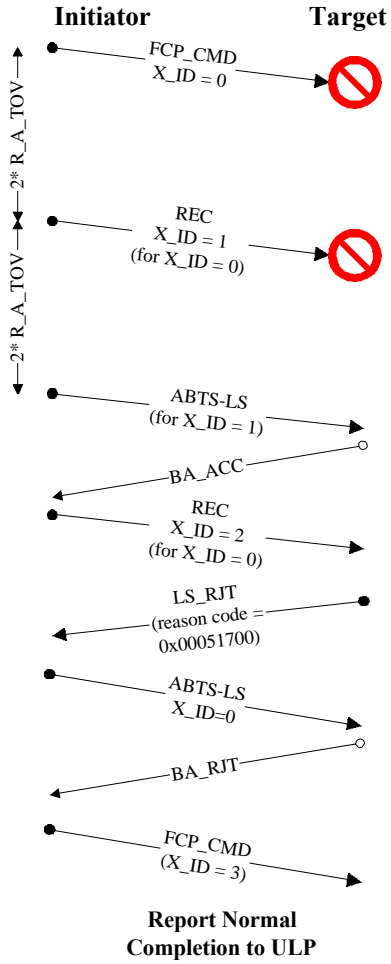 Initiator
Target
FCP_CMD
X_ID = 0
2* R_A_TOV
REC
X_ID = 1
(for X_ID = 0)
2* R_A_TOV
ABTS-LS
(for X_ID = 1)
BA_ACC
REC
X_ID = 2
(for X_ID = 0)
LS_RJT
(reason code =
0x00051700)
ABTS-LS
X_ID=0
BA_RJT
FCP_CMD
(X_ID = 3)
Report Normal
Completion to ULP